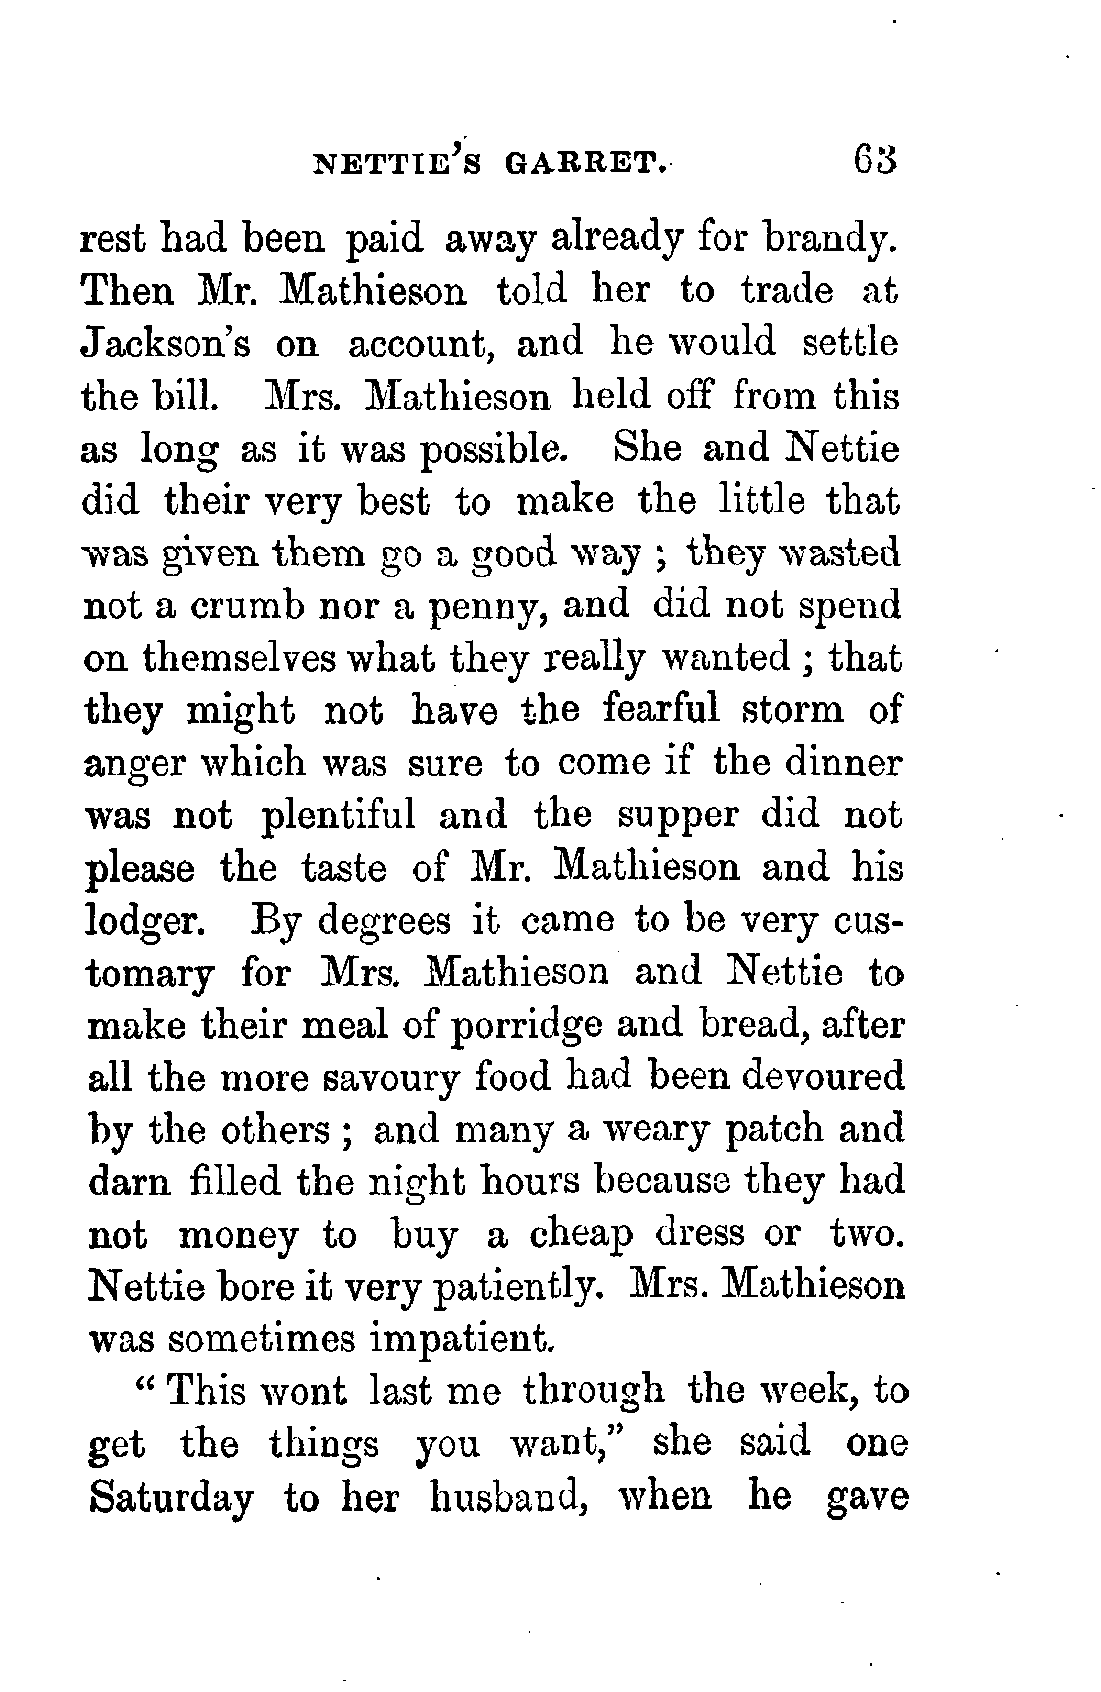 NETTIE'S GARRET. 63
rest had been paid away already for brandy.
Then Mr. Mathieson told her to trade at
Jackson's on account, and he would settle
the bill. Mrs. Mathieson held off from this
as long as it was possible. She and Nettie
did their very best to make the little that
was given them go a good way ; they wasted
not a crumb nor a penny, and did not spend
on themselves what they really wanted ; that
they might not have the fearful storm of
anger which was sure to come if the dinner
was not plentiful and the supper did not
please the taste of Mr. Mathieson and his
lodger. By degrees it came to be very cus-
tomary for Mrs. Mathieson and Nettie to
make their meal of porridge and bread, after
all the more savoury food had been devoured
by the others ; and many a weary patch and
darn filled the night hours because they had
not money to buy a cheap dress or two.
Nettie bore it very patiently. Mrs. Mathieson
was sometimes impatient.
“ This wont last me through the week, to
get the things you want,” she said one
Saturday to her husband, when he gave